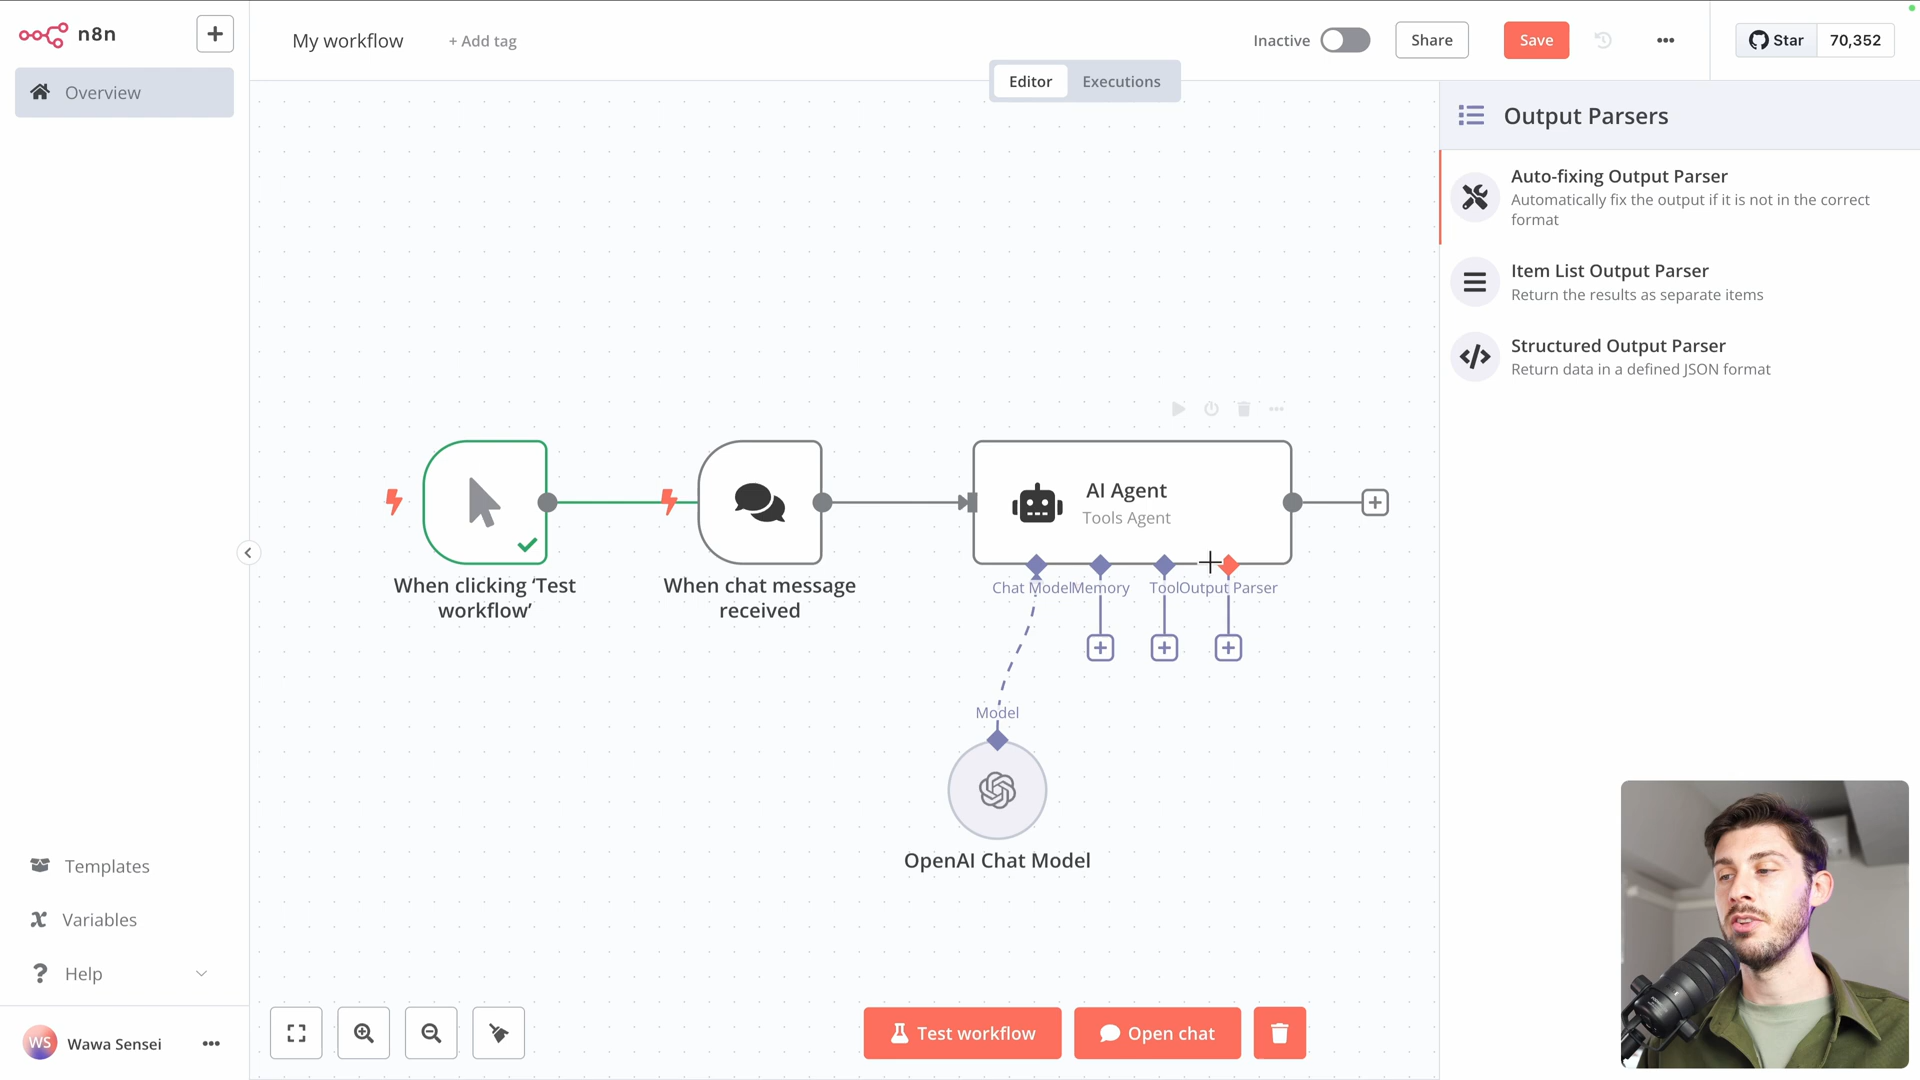 n8n
My workflow
+ Add tag
Inactive
Share
Save
Star
70,352
Overview
Editor
Executions
Output Parsers
Auto-fixing Output Parser
Automatically fix the output if it is not in the correct
format
Item List Output Parser
Return the results as separate items
Structured Output Parser
Return data in a defined JSON format
AI Agent
Tools Agent
When clicking ‘Test
workflow’
When chat message
received
Chat Model
Memory
Tool
Output Parser
Model
OpenAI Chat Model
Templates
Variables
Help
WS
Wawa Sensei
Test workflow
Open chat